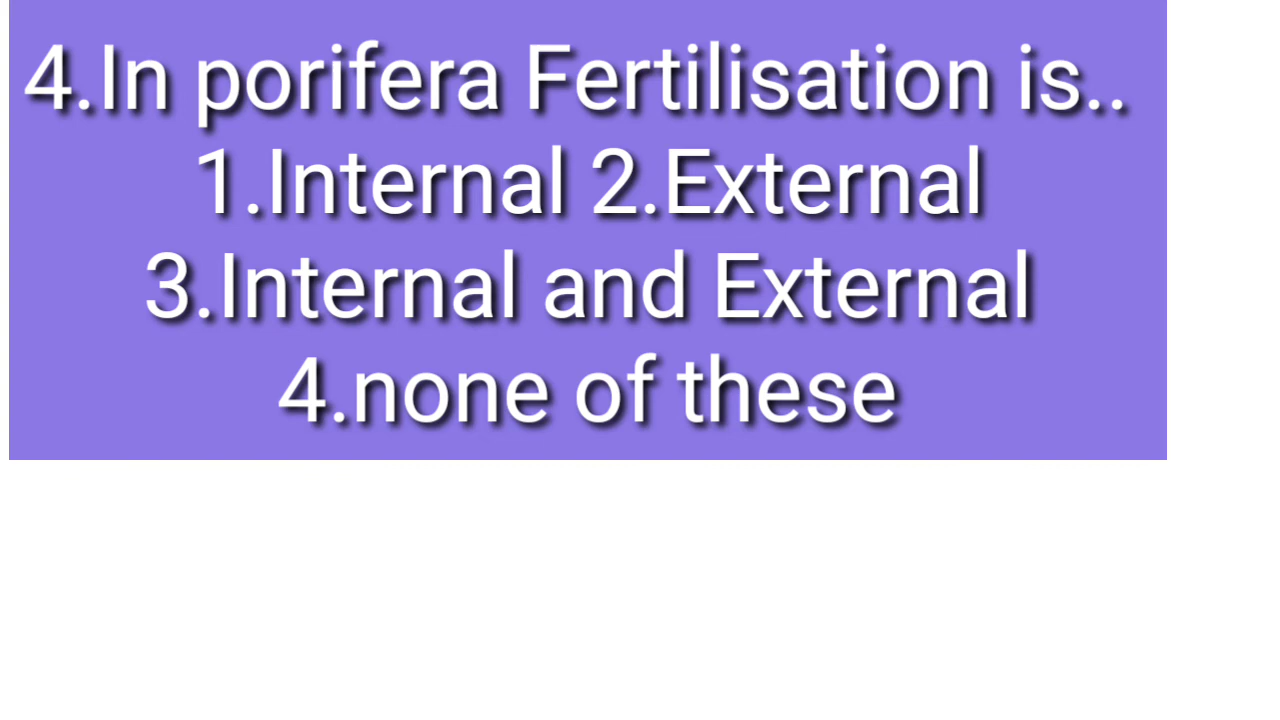 4.In porifera Fertilisation is..
1.Internal 2.External
3.Internal and External
4.none of these